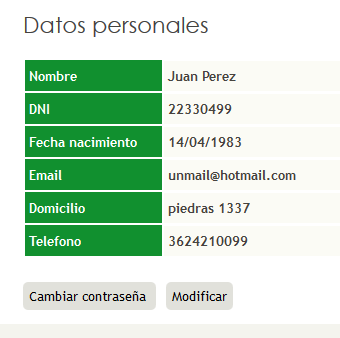 Datos personales
Nombre Juan Perez
DNI 22330499
Fecha nacimiento 14/04/1983
Email unmail@hotmail.com
Domicilio piedras 1337
Telefono 3624210099
Cambiar contraseña Modificar